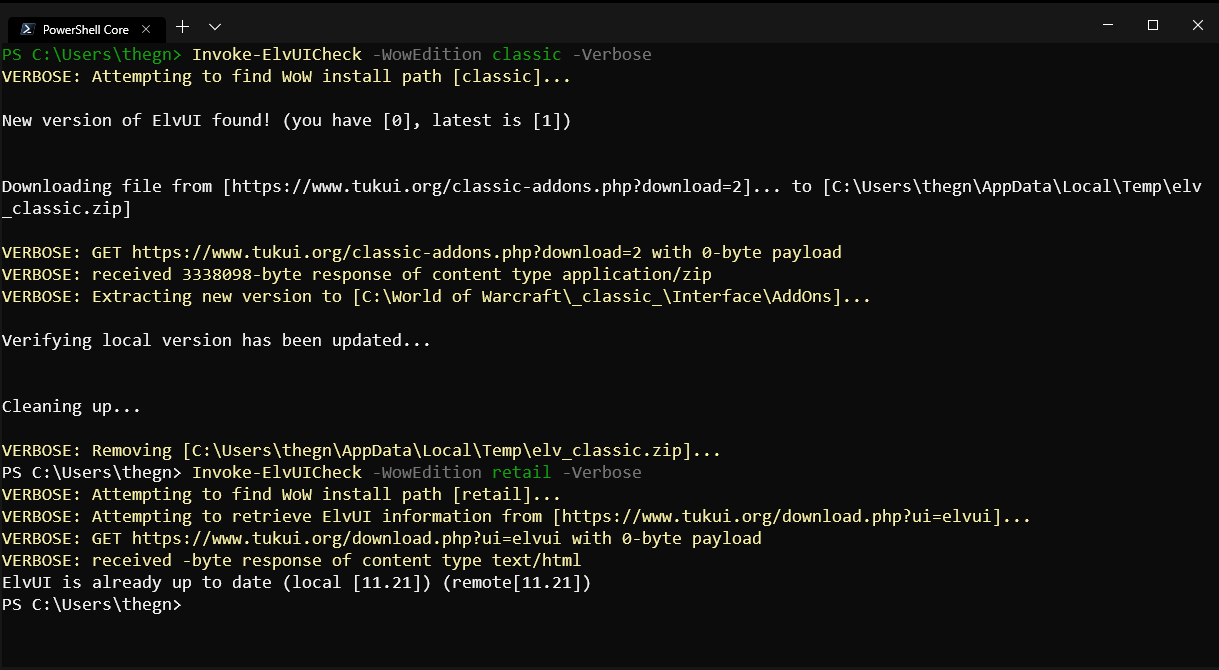 PowerShell Core
PS C:\Users\thegn> Invoke-ElvUICheck -WowEdition classic -Verbose
VERBOSE: Attempting to find WoW install path [classic]...
New version of ElvUI found! (you have [0], latest is [1])
Downloading file from [https://www.tukui.org/classic-addons.php?download=2]... to [C:\Users\thegn\AppData\Local\Temp\elv
_classic.zip]
VERBOSE: GET https://www.tukui.org/classic-addons.php?download=2 with 0-byte payload
VERBOSE: received 3338098-byte response of content type application/zip
VERBOSE: Extracting new version to [C:\World of Warcraft\_classic_\Interface\AddOns]...
Verifying local version has been updated...
Cleaning up...
VERBOSE: Removing [C:\Users\thegn\AppData\Local\Temp\elv_classic.zip]...
PS C:\Users\thegn> Invoke-ElvUICheck -WowEdition retail -Verbose
VERBOSE: Attempting to find WoW install path [retail]...
VERBOSE: Attempting to retrieve ElvUI information from [https://www.tukui.org/download.php?ui=elvui]...
VERBOSE: GET https://www.tukui.org/download.php?ui=elvui with 0-byte payload
VERBOSE: received -byte response of content type text/html
ElvUI is already up to date (local [11.21]) (remote[11.21])
PS C:\Users\thegn>